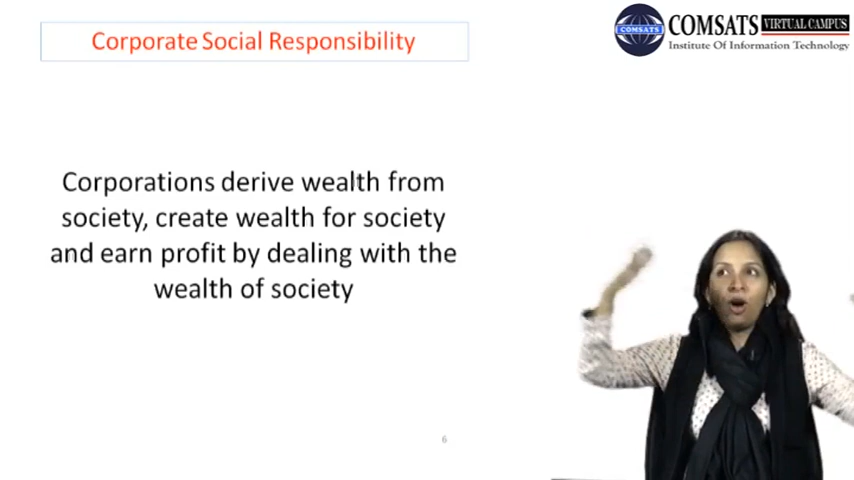 Corporate Social Responsibility
COMSATS VIRTUAL CAMPUS
Institute Of Information Technology
COMSATS
Corporations derive wealth from
society, create wealth for society
and earn profit by dealing with the
wealth of society
6